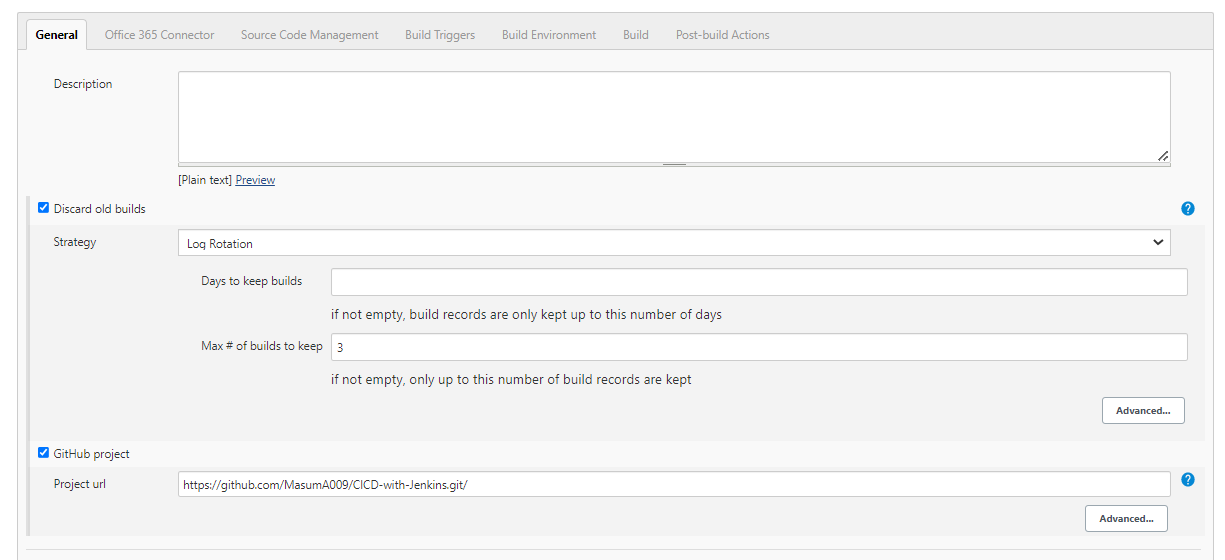 General Office 365 Connector Source Code Management Build Triggers Build Environment Build Post-build Actions
Description
[Plain text] Preview
Discard old builds
Strategy Log Rotation
Days to keep builds
if not empty, build records are only kept up to this number of days
Max # of builds to keep 3
if not empty, only up to this number of build records are kept
Advanced...
GitHub project
Project url https://github.com/MasumA009/CICD-with-Jenkins.git/
Advanced...